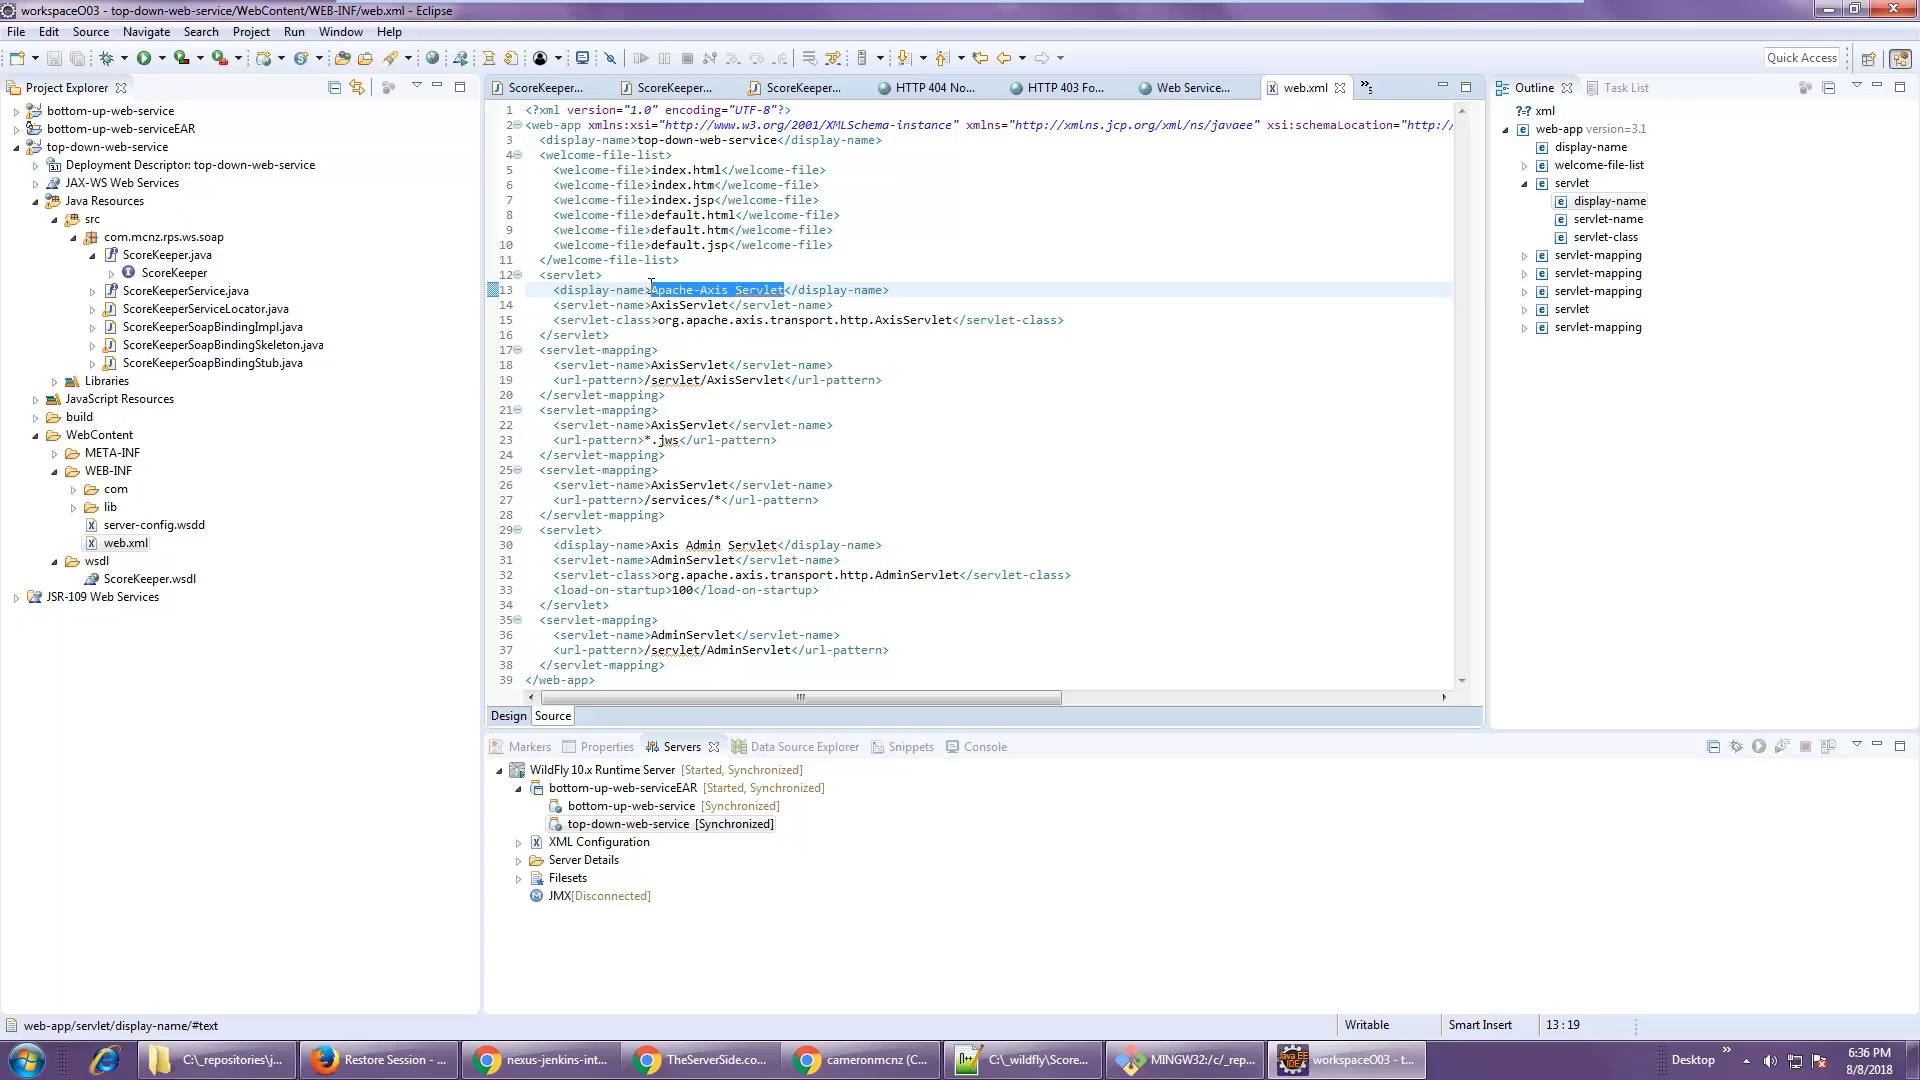 workspaceO03 - top-down-web-service/WebContent/WEB-INF/web.xml - Eclipse
File Edit Source Navigate Search Project Run Window Help
Quick Access
Project Explorer
bottom-up-web-service
bottom-up-web-serviceEAR
top-down-web-service
Deployment Descriptor: top-down-web-service
JAX-WS Web Services
Java Resources
src
com.mcnz.rps.ws.soap
ScoreKeeper.java
ScoreKeeper
ScoreKeeperService.java
ScoreKeeperServiceLocator.java
ScoreKeeperSoapBindingImpl.java
ScoreKeeperSoapBindingSkeleton.java
ScoreKeeperSoapBindingStub.java
Libraries
JavaScript Resources
build
WebContent
META-INF
WEB-INF
com
lib
server-config.wsdd
web.xml
wsdl
ScoreKeeper.wsdl
JSR-109 Web Services
ScoreKeeper... ScoreKeeper... ScoreKeeper... HTTP 404 No... HTTP 403 Fo... Web Service... web.xml »5
1 <?xml version="1.0" encoding="UTF-8"?>
2 <web-app xmlns:xsi="http://www.w3.org/2001/XMLSchema-instance" xmlns="http://xmlns.jcp.org/xml/ns/javaee" xsi:schemaLocation="http:/
3 <display-name>top-down-web-service</display-name>
4 <welcome-file-list>
5 <welcome-file>index.html</welcome-file>
6 <welcome-file>index.htm</welcome-file>
7 <welcome-file>index.jsp</welcome-file>
8 <welcome-file>default.html</welcome-file>
9 <welcome-file>default.htm</welcome-file>
10 <welcome-file>default.jsp</welcome-file>
11 </welcome-file-list>
12 <servlet>
13 <display-name>Apache-Axis Servlet</display-name>
14 <servlet-name>AxisServlet</servlet-name>
15 <servlet-class>org.apache.axis.transport.http.AxisServlet</servlet-class>
16 </servlet>
17 <servlet-mapping>
18 <servlet-name>AxisServlet</servlet-name>
19 <url-pattern>/servlet/AxisServlet</url-pattern>
20 </servlet-mapping>
21 <servlet-mapping>
22 <servlet-name>AxisServlet</servlet-name>
23 <url-pattern>*.jws</url-pattern>
24 </servlet-mapping>
25 <servlet-mapping>
26 <servlet-name>AxisServlet</servlet-name>
27 <url-pattern>/services/*</url-pattern>
28 </servlet-mapping>
29 <servlet>
30 <display-name>Axis Admin Servlet</display-name>
31 <servlet-name>AdminServlet</servlet-name>
32 <servlet-class>org.apache.axis.transport.http.AdminServlet</servlet-class>
33 <load-on-startup>100</load-on-startup>
34 </servlet>
35 <servlet-mapping>
36 <servlet-name>AdminServlet</servlet-name>
37 <url-pattern>/servlet/AdminServlet</url-pattern>
38 </servlet-mapping>
39 </web-app>
Design Source
Outline Task List
xml
web-app version=3.1
display-name
welcome-file-list
servlet
display-name
servlet-name
servlet-class
servlet-mapping
servlet-mapping
servlet-mapping
servlet
servlet-mapping
Markers Properties Servers Data Source Explorer Snippets Console
WildFly 10.x Runtime Server [Started, Synchronized]
bottom-up-web-serviceEAR [Started, Synchronized]
bottom-up-web-service [Synchronized]
top-down-web-service [Synchronized]
XML Configuration
Server Details
Filesets
JMX[Disconnected]
web-app/servlet/display-name/#text
Writable Smart Insert 13 : 19
C:\_repositories\j... Restore Session - ... nexus-jenkins-int... TheServerSide.co... cameronmcnz (C... C:\_wildfly\Score... MINGW32:/c/_rep... workspaceO03 - t... Desktop
6:36 PM
8/8/2018